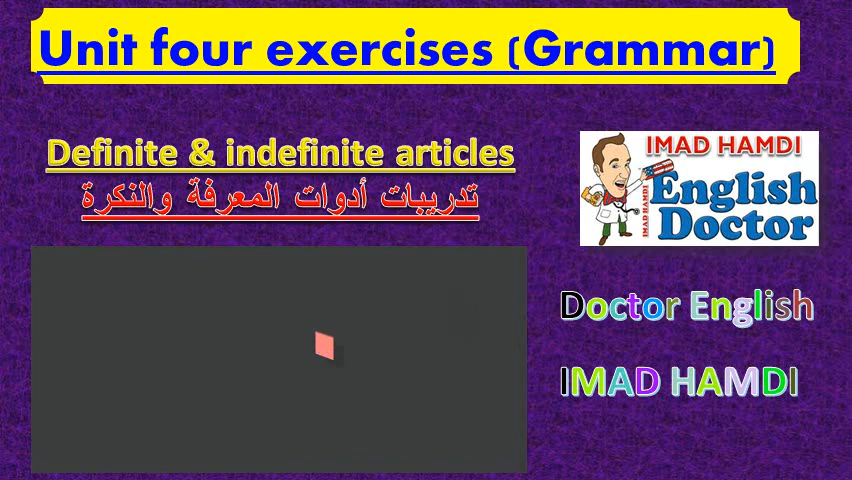 Unit four exercises (Grammar)
Definite & indefinite articles
تدريبات أدوات المعرفة والنكرة
IMAD HAMDI
English
Doctor
IMAD HAMDI
Doctor English
IMAD HAMDI